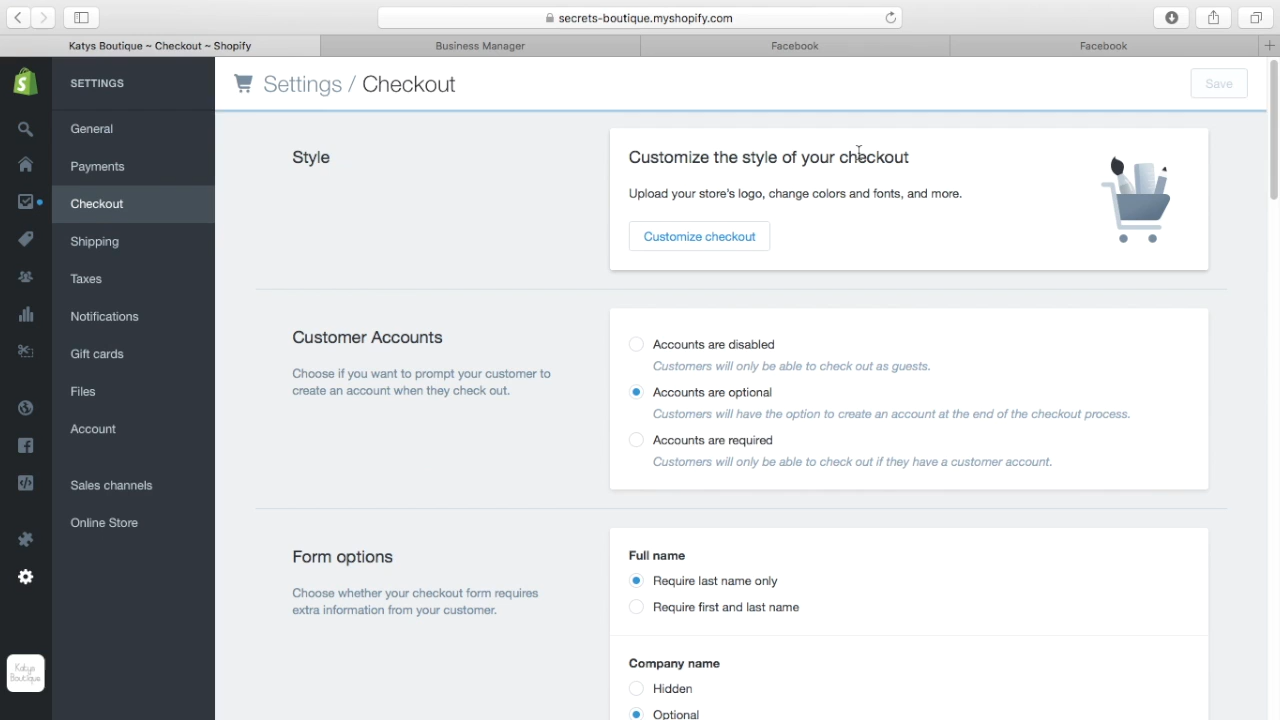 secrets-boutique.myshopify.com
Katys Boutique ~ Checkout ~ Shopify
Business Manager
Facebook
Facebook
SETTINGS
General
Payments
Checkout
Shipping
Taxes
Notifications
Gift cards
Files
Account
Sales channels
Online Store
Katys
Boutique
Settings / Checkout
Save
Style
Customize the style of your checkout
Upload your store's logo, change colors and fonts, and more.
Customize checkout
Customer Accounts
Choose if you want to prompt your customer to
create an account when they check out.
Accounts are disabled
Customers will only be able to check out as guests.
Accounts are optional
Customers will have the option to create an account at the end of the checkout process.
Accounts are required
Customers will only be able to check out if they have a customer account.
Form options
Choose whether your checkout form requires
extra information from your customer.
Full name
Require last name only
Require first and last name
Company name
Hidden
Optional